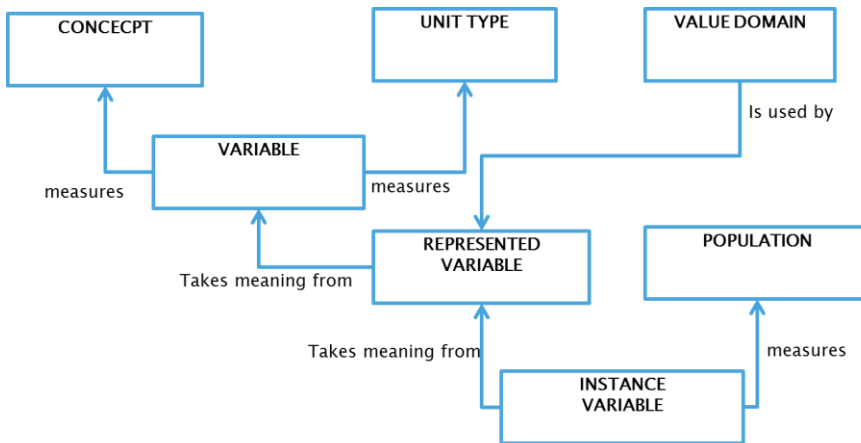 CONCECPT
UNIT TYPE
VALUE DOMAIN
Is used by
VARIABLE
measures
measures
REPRESENTED
VARIABLE
POPULATION
Takes meaning from
Takes meaning from
measures
INSTANCE
VARIABLE